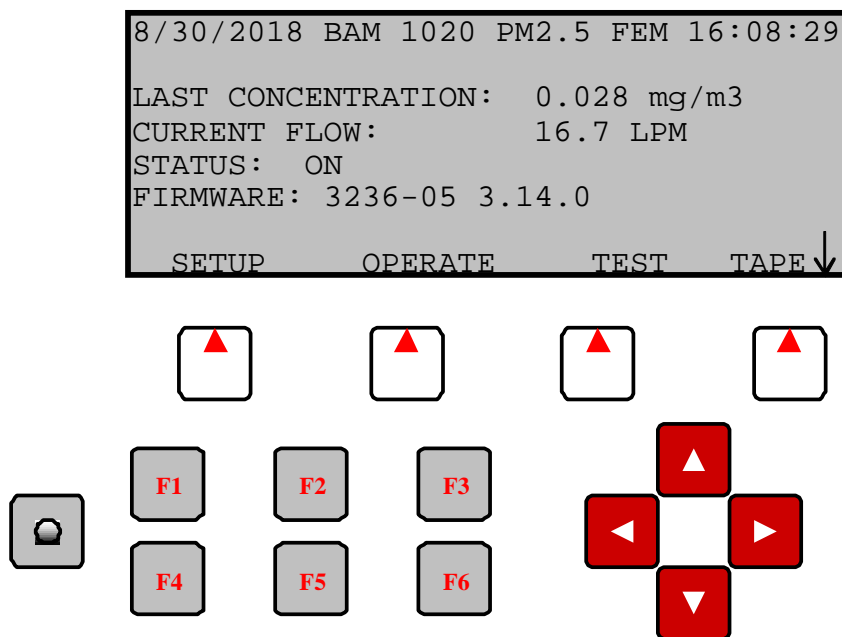 8/30/2018 BAM 1020 PM2.5 FEM 16:08:29
LAST CONCENTRATION: 0.028 mg/m3
CURRENT FLOW: 16.7 LPM
STATUS: ON
FIRMWARE: 3236-05 3.14.0
SETUP OPERATE TEST TAPE
F1 F2 F3
F4 F5 F6